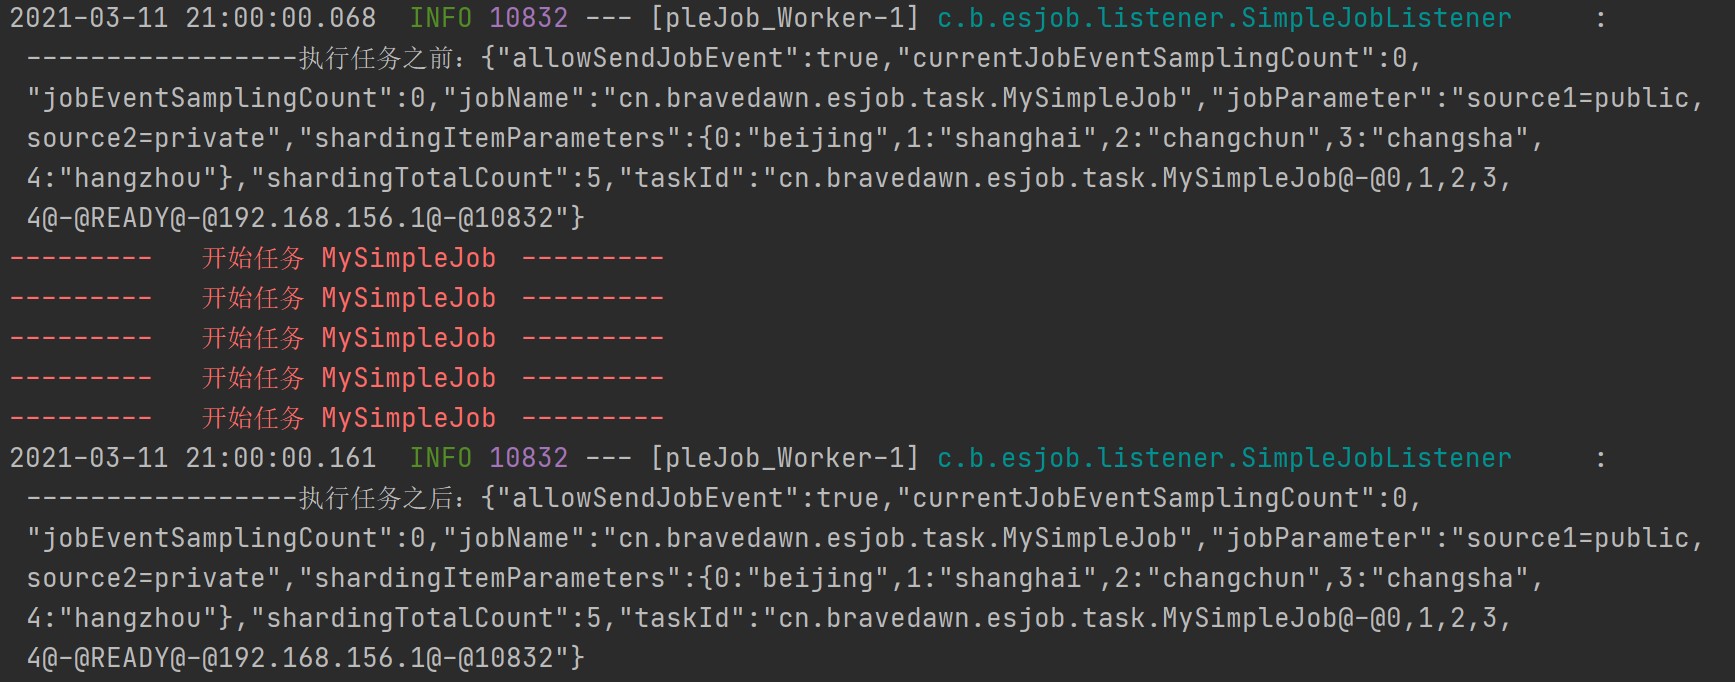 2021-03-11 21:00:00.068  INFO 10832 --- [pleJob_Worker-1] c.b.esjob.listener.SimpleJobListener     :
-----------------执行任务之前：{"allowSendJobEvent":true,"currentJobEventSamplingCount":0,
"jobEventSamplingCount":0,"jobName":"cn.bravedawn.esjob.task.MySimpleJob","jobParameter":"source1=public,
source2=private","shardingItemParameters":{0:"beijing",1:"shanghai",2:"changchun",3:"changsha",
4:"hangzhou"},"shardingTotalCount":5,"taskId":"cn.bravedawn.esjob.task.MySimpleJob@-@0,1,2,3,
4@-@READY@-@192.168.156.1@-@10832"}
---------   开始任务 MySimpleJob  ---------
---------   开始任务 MySimpleJob  ---------
---------   开始任务 MySimpleJob  ---------
---------   开始任务 MySimpleJob  ---------
---------   开始任务 MySimpleJob  ---------
2021-03-11 21:00:00.161  INFO 10832 --- [pleJob_Worker-1] c.b.esjob.listener.SimpleJobListener     :
-----------------执行任务之后：{"allowSendJobEvent":true,"currentJobEventSamplingCount":0,
"jobEventSamplingCount":0,"jobName":"cn.bravedawn.esjob.task.MySimpleJob","jobParameter":"source1=public,
source2=private","shardingItemParameters":{0:"beijing",1:"shanghai",2:"changchun",3:"changsha",
4:"hangzhou"},"shardingTotalCount":5,"taskId":"cn.bravedawn.esjob.task.MySimpleJob@-@0,1,2,3,
4@-@READY@-@192.168.156.1@-@10832"}